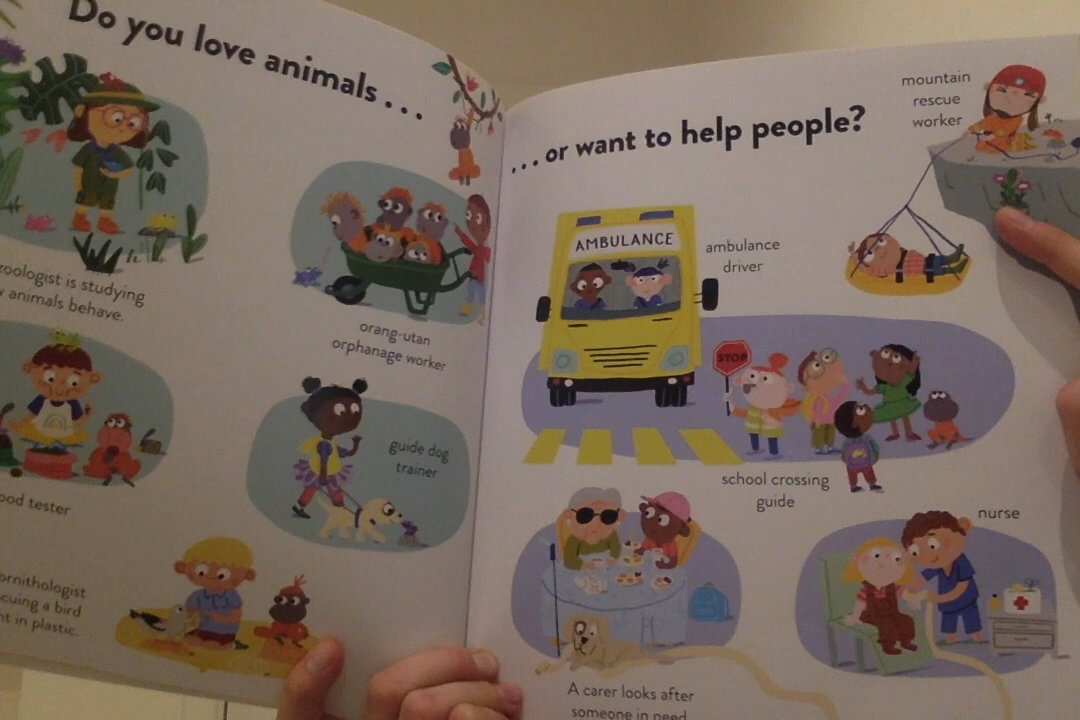 Do you love animals...
zoologist is studying
animals behave.
orang-utan
orphanage worker
guide dog
trainer
tester
ornithologist
a bird
in plastic.
...or want to help people?
mountain
rescue
worker
AMBULANCE
ambulance
driver
STOP
school crossing
guide
nurse
A carer looks after
someone in need